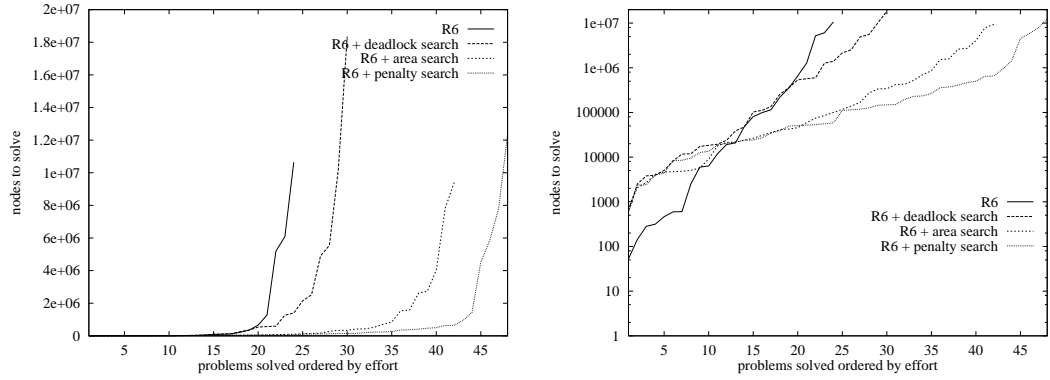 2e+07
1.8e+07
1.6e+07
1.4e+07
1.2e+07
1e+07
8e+06
6e+06
4e+06
2e+06
0
nodes to solve
5 10 15 20 25 30 35 40 45
problems solved ordered by effort
R6
R6 + deadlock search
R6 + area search
R6 + penalty search
1e+07
1e+06
100000
10000
1000
100
10
1
nodes to solve
5 10 15 20 25 30 35 40 45
problems solved ordered by effort
R6
R6 + deadlock search
R6 + area search
R6 + penalty search